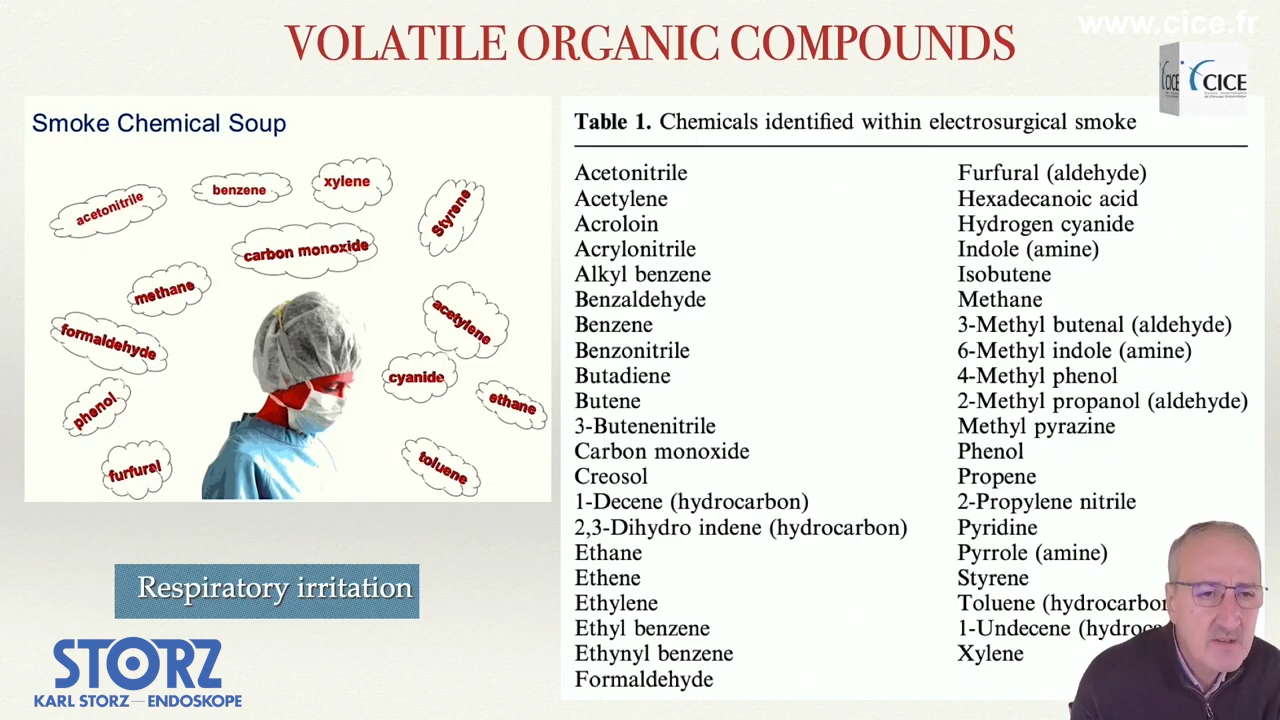 www.cice.fr
VOLATILE ORGANIC COMPOUNDS
CICE
CICE
Smoke Chemical Soup
acetonitrile
benzene
xylene
Styrene
carbon monoxide
methane
acetylene
formaldehyde
cyanide
phenol
ethane
furfural
toluene
Respiratory irritation
STORZ
KARL STORZ—ENDOSKOPE
Table 1. Chemicals identified within electrosurgical smoke
Acetonitrile
Acetylene
Acroloin
Acrylonitrile
Alkyl benzene
Benzaldehyde
Benzene
Benzonitrile
Butadiene
Butene
3-Butenenitrile
Carbon monoxide
Creosol
1-Decene (hydrocarbon)
2,3-Dihydro indene (hydrocarbon)
Ethane
Ethene
Ethylene
Ethyl benzene
Ethynyl benzene
Formaldehyde
Furfural (aldehyde)
Hexadecanoic acid
Hydrogen cyanide
Indole (amine)
Isobutene
Methane
3-Methyl butenal (aldehyde)
6-Methyl indole (amine)
4-Methyl phenol
2-Methyl propanol (aldehyde)
Methyl pyrazine
Phenol
Propene
2-Propylene nitrile
Pyridine
Pyrrole (amine)
Styrene
Toluene (hydrocarbon
1-Undecene (hydroca
Xylene